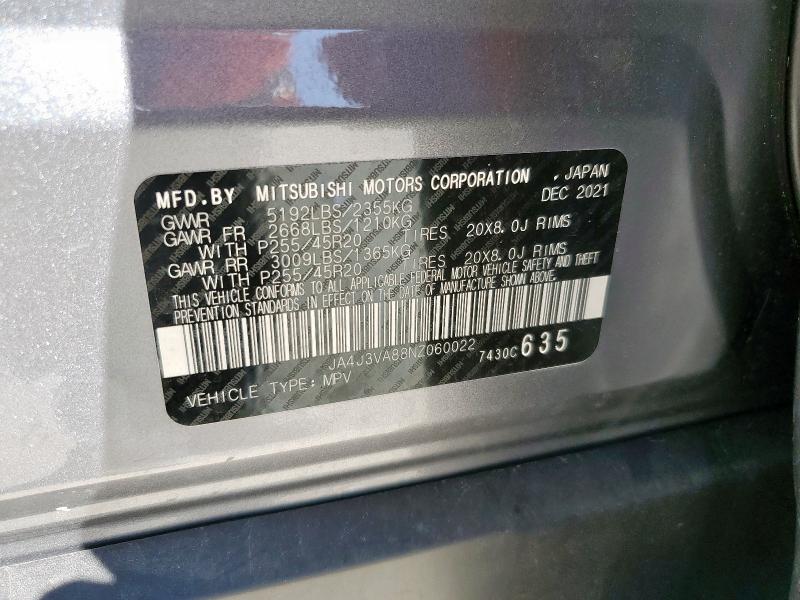 MFD.BY MITSUBISHI MOTORS CORPORATION . JAPAN
GWWR 5192LBS/2355KG DEC 2021
GAWR FR 2668LBS/1210KG
WITH P255/45R20 TIRES 20X8.0J RIMS
GAWR RR 3009LBS/1365KG
WITH P255/45R20 TIRES 20X8.0J RIMS
THIS VEHICLE CONFORMS TO ALL APPLICABLE FEDERAL MOTOR VEHICLE SAFETY AND THEFT
PREVENTION STANDARDS IN EFFECT ON THE DATE OF MANUFACTURE SHOWN ABOVE.
JA4J3VA88NZ060022 7430C 635
VEHICLE TYPE: MPV